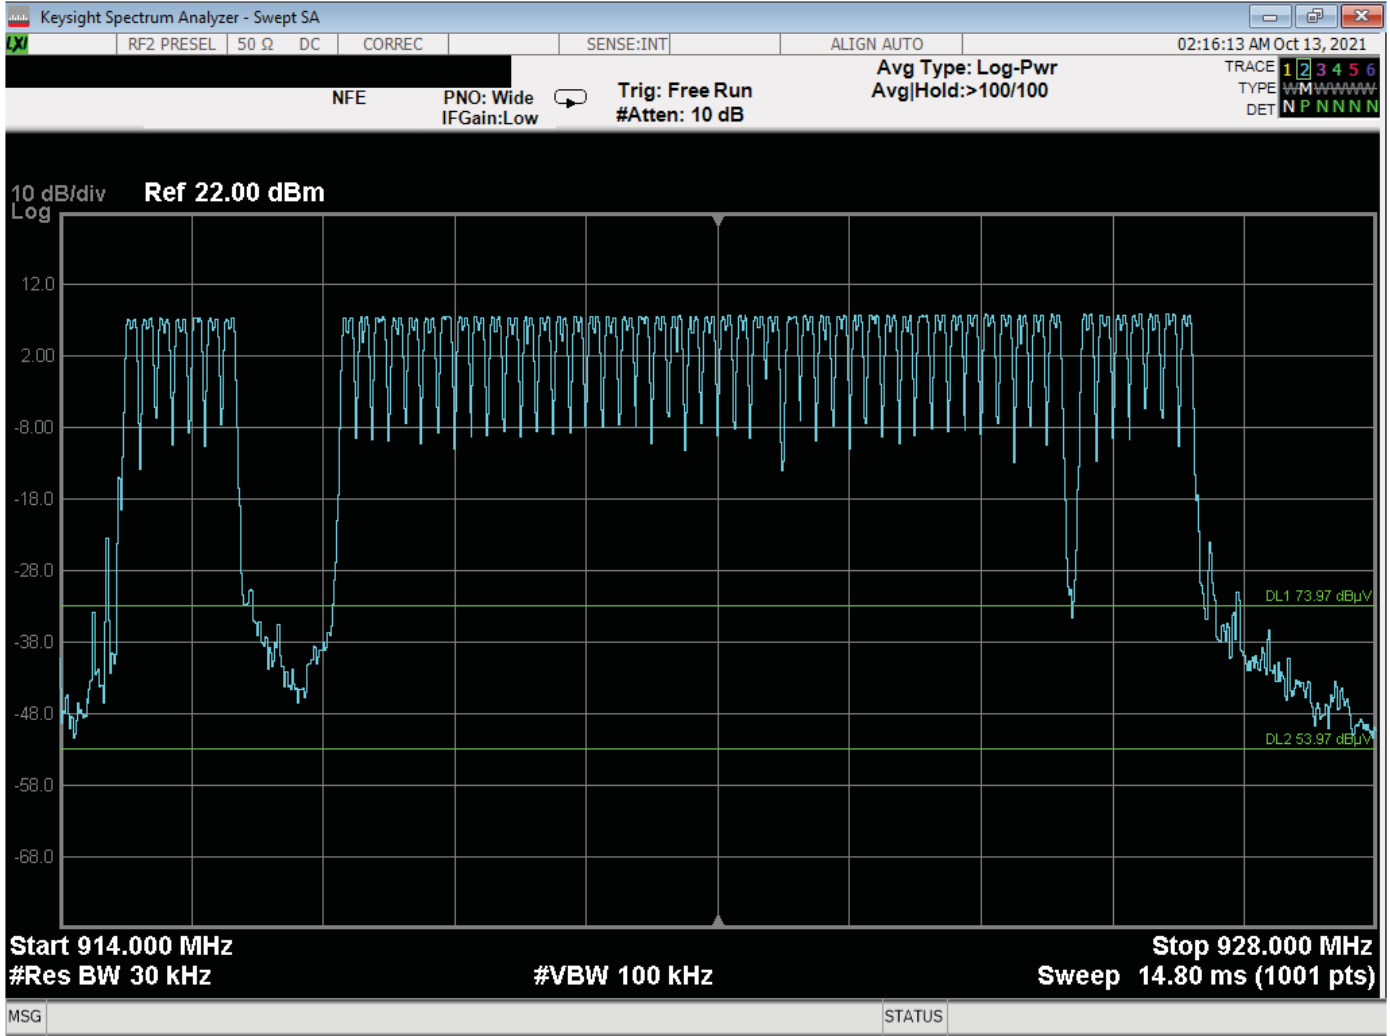 Keysight Spectrum Analyzer - Swept SA
LXI RF2 PRESEL 50 Ω DC CORREC SENSE:INT ALIGN AUTO 02:16:13 AM Oct 13, 2021
Avg Type: Log-Pwr TRACE 1 2 3 4 5 6
NFE PNO: Wide Trig: Free Run Avg|Hold:>100/100 TYPE W M W W W W
IFGain:Low #Atten: 10 dB DET N P N N N N
10 dB/div Ref 22.00 dBm
Log
12.0
2.00
-8.00
-18.0
-28.0
DL1 73.97 dBµV
-38.0
-48.0
DL2 53.97 dBµV
-58.0
-68.0
Start 914.000 MHz Stop 928.000 MHz
#Res BW 30 kHz #VBW 100 kHz Sweep 14.80 ms (1001 pts)
MSG STATUS